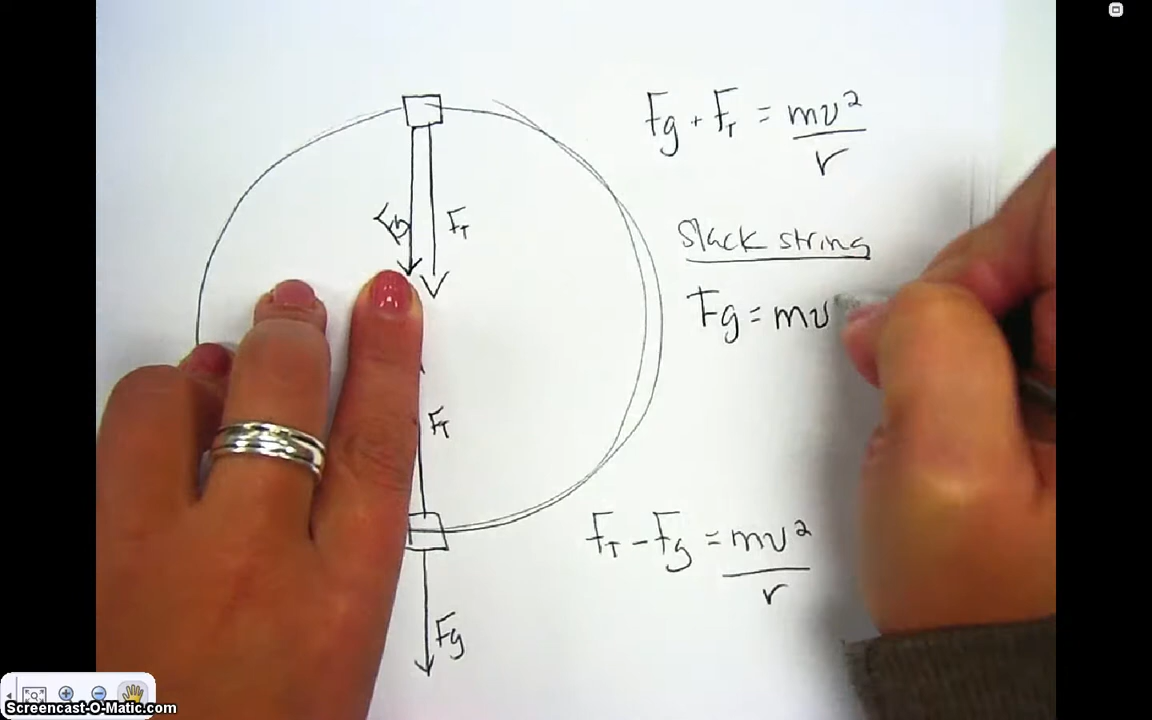 Fg + FT = mv²
r
Fg FT
Slack string
Fg = mv
FT
FT - Fg = mv²
r
Fg
Screencast-O-Matic.com